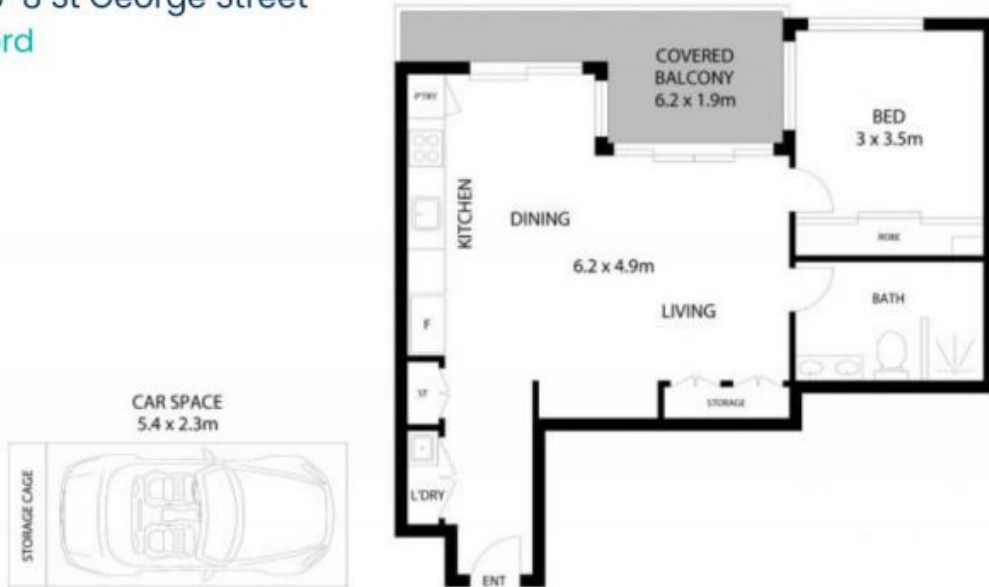 8 St George Street
COVERED
BALCONY
6.2 x 1.9m
PTRY
BED
3 x 3.5m
KITCHEN
DINING
ROBE
6.2 x 4.9m
LIVING
BATH
F
ST
STORAGE
CAR SPACE
5.4 x 2.3m
STORAGE CAGE
L'DRY
ENT